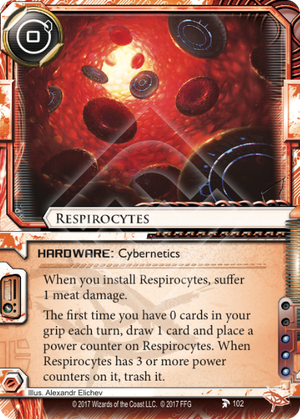 0
RESPIROCYTES
HARDWARE: Cybernetics
When you install Respirocytes, suffer
1 meat damage.
The first time you have 0 cards in your
grip each turn, draw 1 card and place a
power counter on Respirocytes. When
Respirocytes has 3 or more power
counters on it, trash it.
Illus. Alexandr Elichev
© 2017 Wizards of the Coast LLC. © 2017 FFG
102